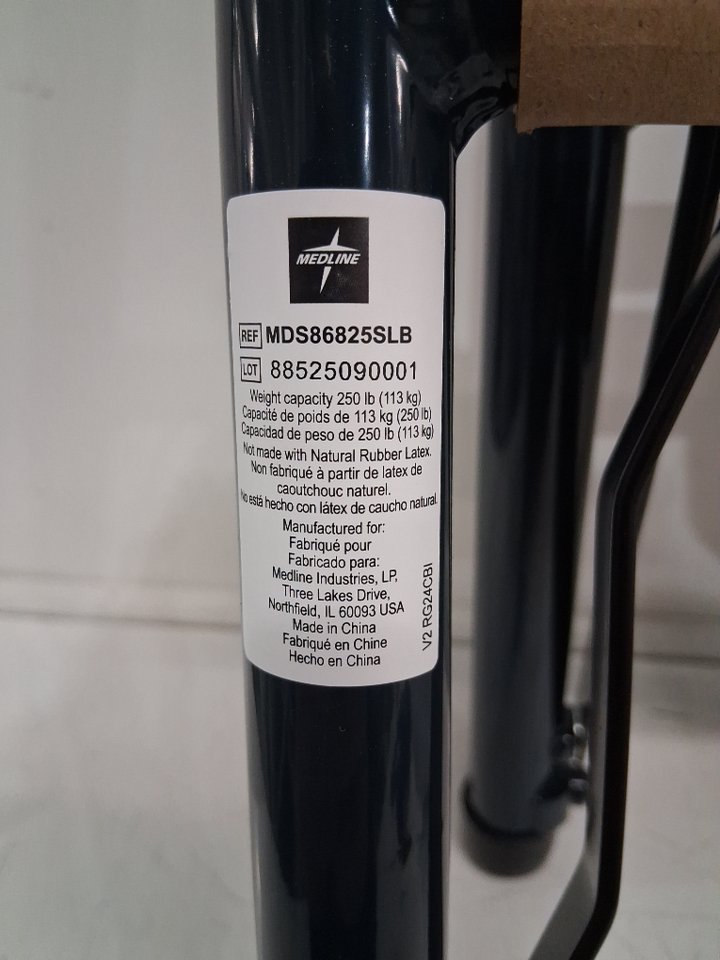 MEDLINE
REF MDS86825SLB
LOT 88525090001
Weight capacity 250 lb (113 kg)
Capacité de poids de 113 kg (250 lb)
Capacidad de peso de 250 lb (113 kg)
Not made with Natural Rubber Latex.
Non fabriqué à partir de latex de
caoutchouc naturel.
No está hecho con látex de caucho natural.
Manufactured for:
Fabriqué pour
Fabricado para:
Medline Industries, LP,
Three Lakes Drive,
Northfield, IL 60093 USA
Made in China
Fabriqué en Chine
Hecho en China
V2 RG24CBI